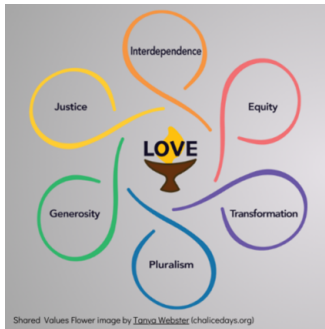 Interdependence
Justice
Equity
LOVE
Generosity
Transformation
Pluralism
Shared Values Flower image by Tanya Webster (chalicedays.org)